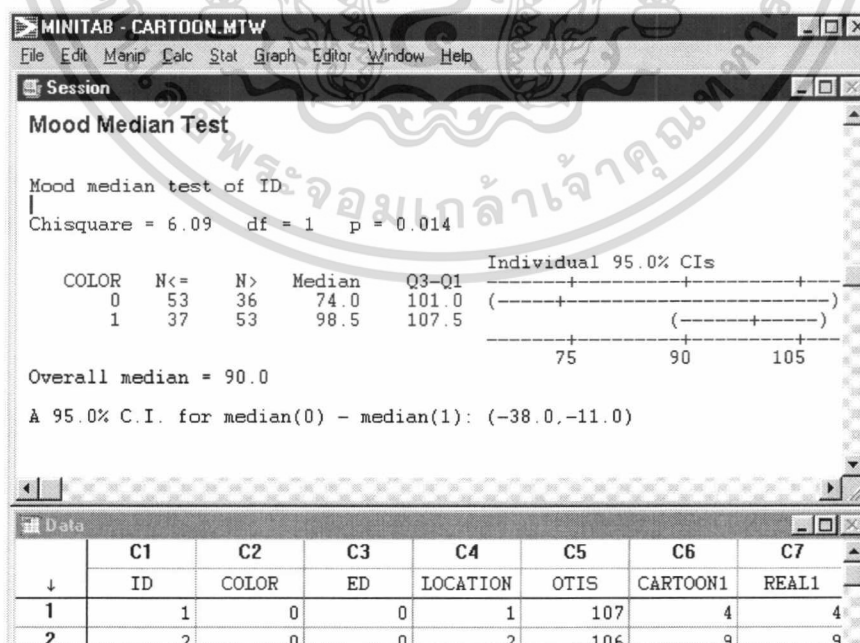 MINITAB - CARTOON.MTW
File Edit Manip Calc Stat Graph Editor Window Help
Session
Mood Median Test
Mood median test of ID
Chisquare = 6.09 df = 1 p = 0.014
Individual 95.0% CIs
COLOR N<= N> Median Q3-Q1 --------+---------+---------+---
0 53 36 74.0 101.0 (------+-----------------------)
1 37 53 98.5 107.5 (------+-----)
--------+---------+---------+---
75 90 105
Overall median = 90.0
A 95.0% C.I. for median(0) - median(1): (-38.0,-11.0)
Data
C1 C2 C3 C4 C5 C6 C7
↓ ID COLOR ED LOCATION OTIS CARTOON1 REAL1
1 1 0 0 1 107 4 4
2 2 0 0 2 106 9 9